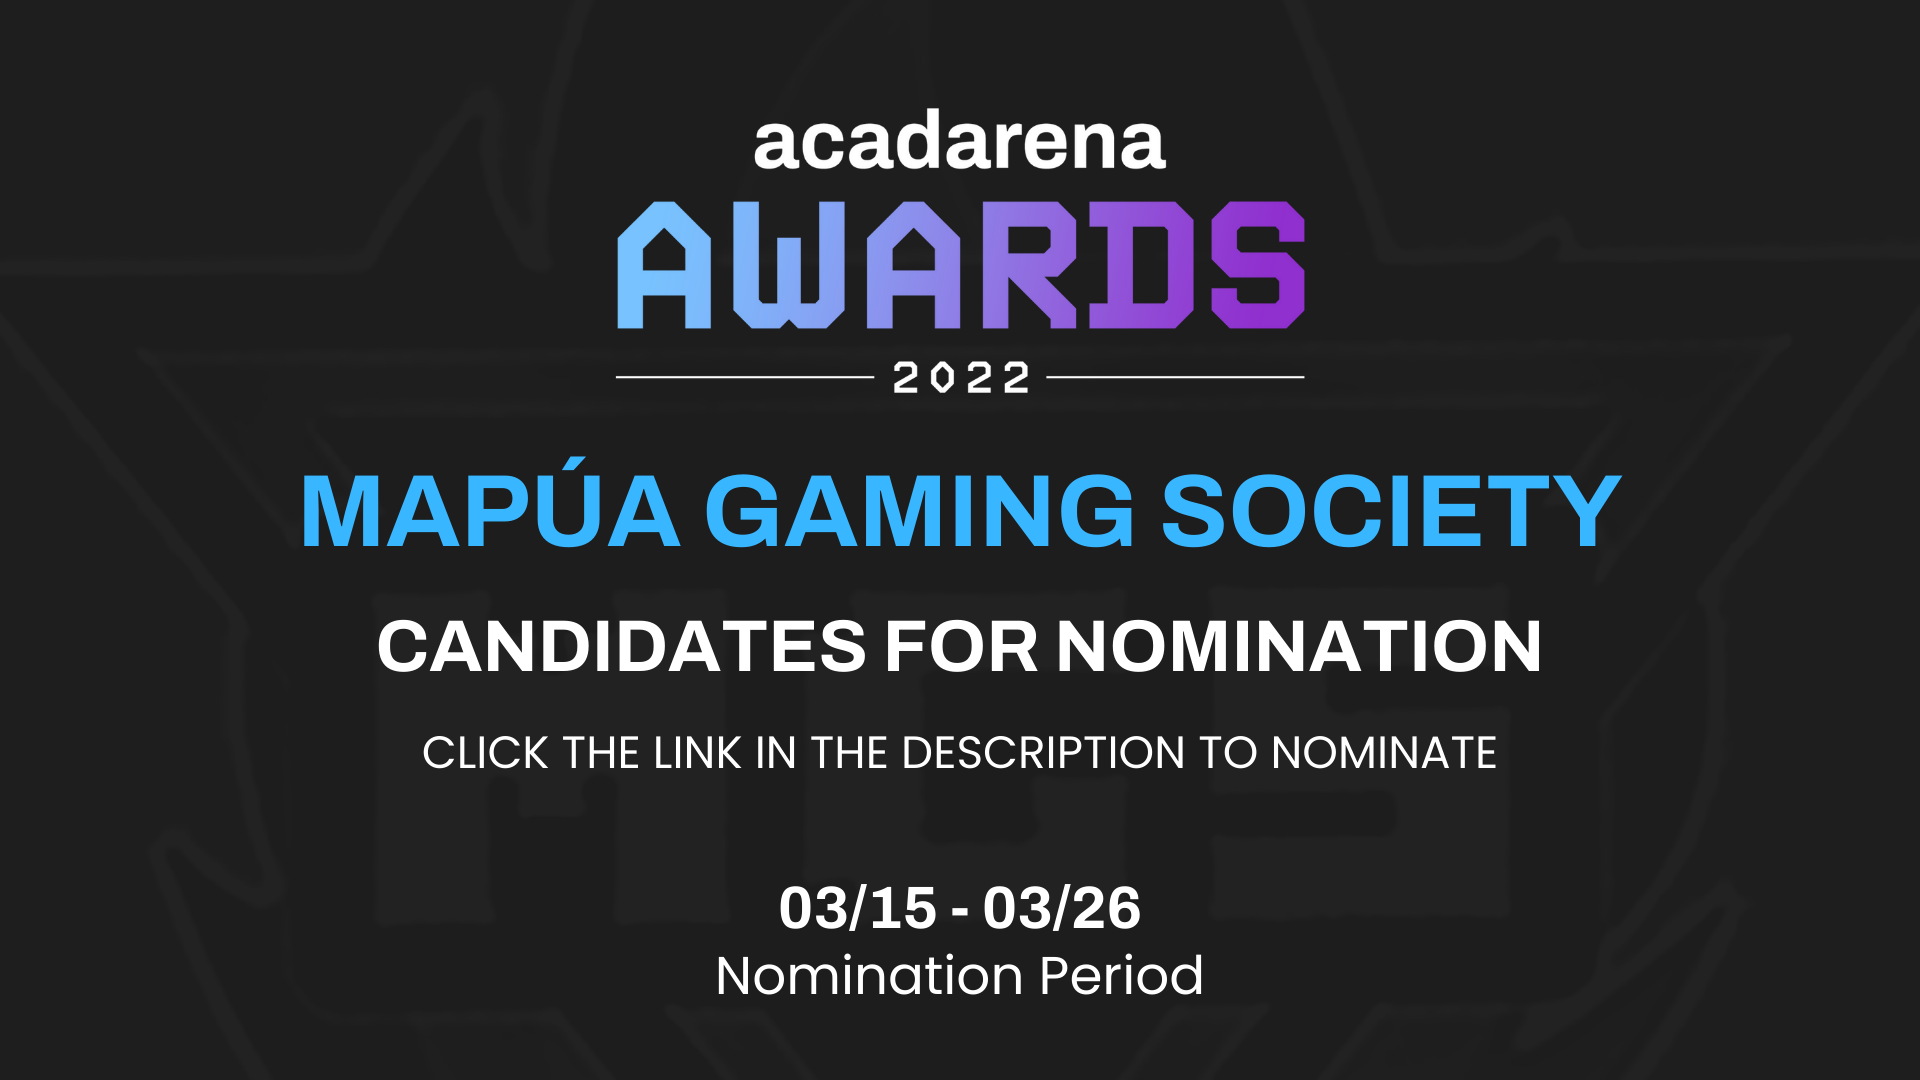 acadarena
AWARDS
2022
MAPÚA GAMING SOCIETY
CANDIDATES FOR NOMINATION
CLICK THE LINK IN THE DESCRIPTION TO NOMINATE
MGS
03/15 - 03/26
Nomination Period